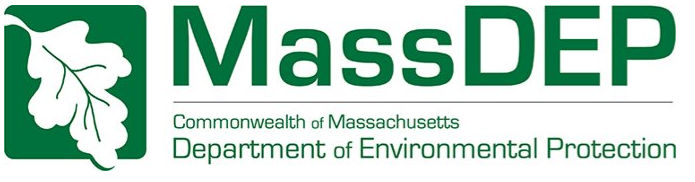 MassDEP
Commonwealth of Massachusetts
Department of Environmental Protection